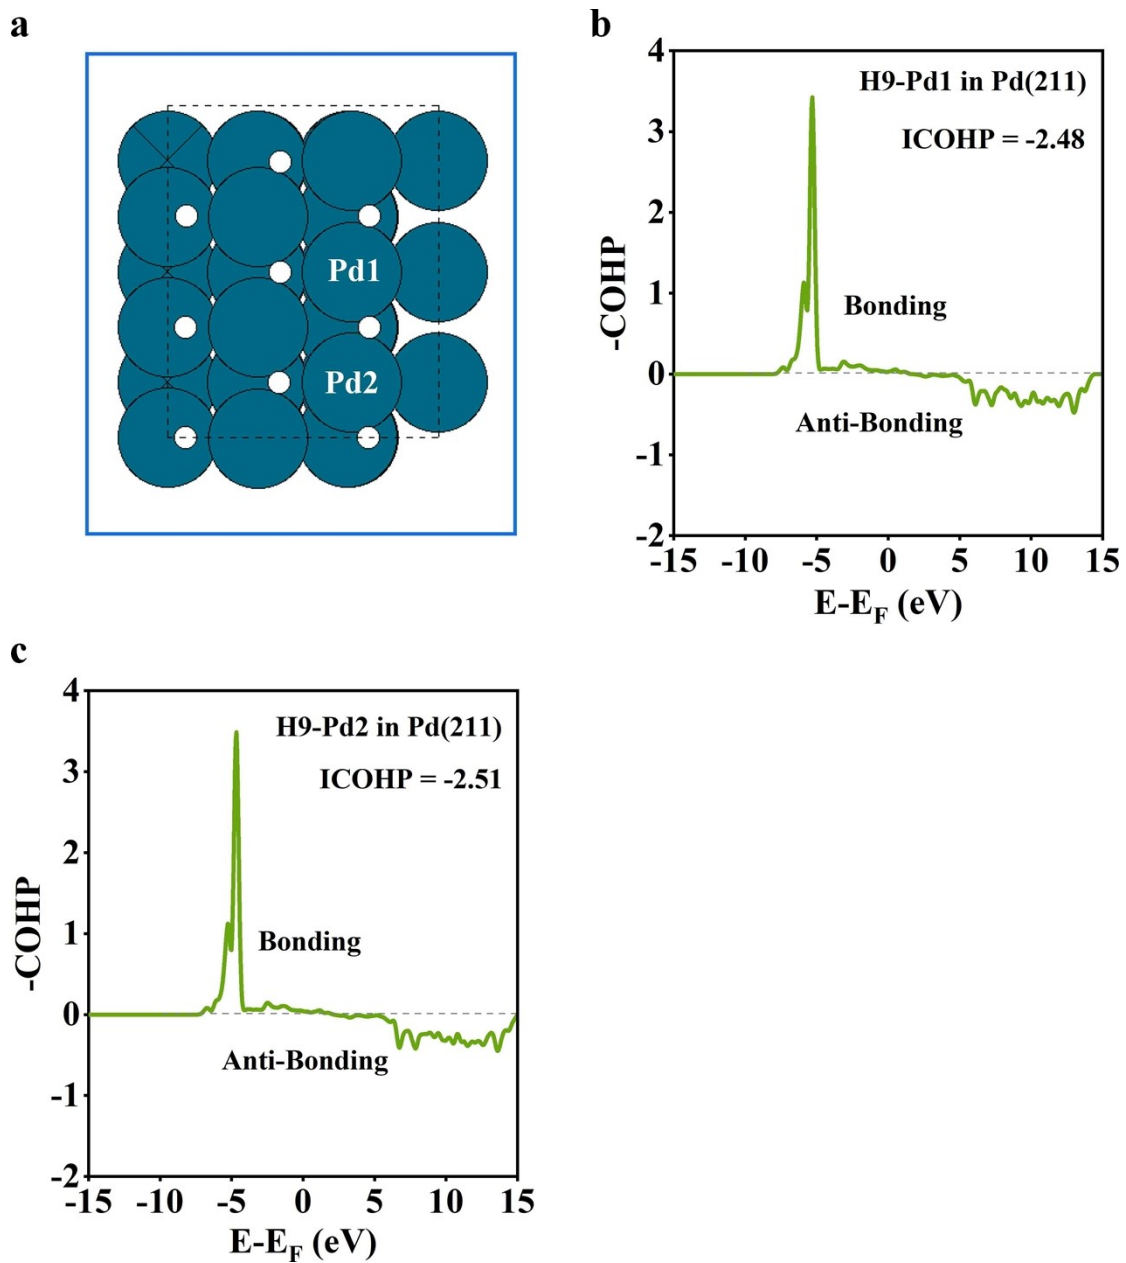 a
Pd1
Pd2
b
4
3
2
1
0
-1
-2
-COHP
H9-Pd1 in Pd(211)
ICOHP = -2.48
Bonding
Anti-Bonding
-15 -10 -5 0 5 10 15
E-EF (eV)
c
4
3
2
1
0
-1
-2
-COHP
H9-Pd2 in Pd(211)
ICOHP = -2.51
Bonding
Anti-Bonding
-15 -10 -5 0 5 10 15
E-EF (eV)